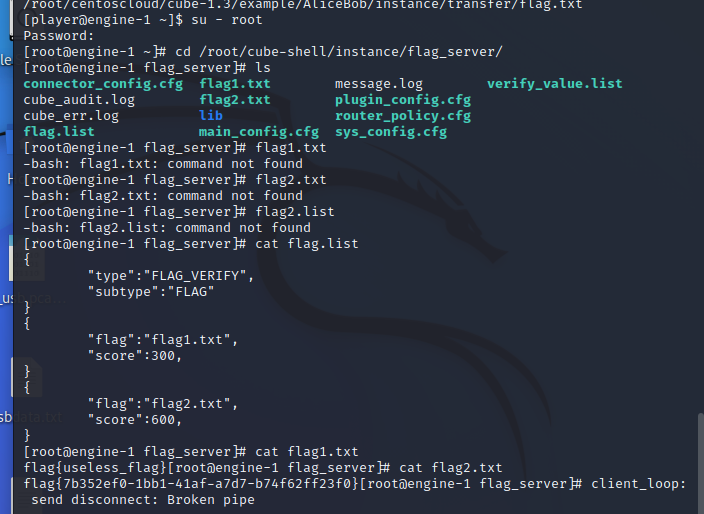 /root/centoscloud/cube-1.3/example/AliceBob/instance/transfer/flag.txt
[player@engine-1 ~]$ su - root
Password:
[root@engine-1 ~]# cd /root/cube-shell/instance/flag_server/
[root@engine-1 flag_server]# ls
connector_config.cfg  flag1.txt        message.log        verify_value.list
cube_audit.log        flag2.txt        plugin_config.cfg
cube_err.log          lib              router_policy.cfg
flag.list             main_config.cfg  sys_config.cfg
[root@engine-1 flag_server]# flag1.txt
-bash: flag1.txt: command not found
[root@engine-1 flag_server]# flag2.txt
-bash: flag2.txt: command not found
[root@engine-1 flag_server]# flag2.list
-bash: flag2.list: command not found
[root@engine-1 flag_server]# cat flag.list
{
        "type":"FLAG_VERIFY",
        "subtype":"FLAG"
}
{
        "flag":"flag1.txt",
        "score":300,
}
{
        "flag":"flag2.txt",
        "score":600,
}
[root@engine-1 flag_server]# cat flag1.txt
flag{useless_flag}[root@engine-1 flag_server]# cat flag2.txt
flag{7b352ef0-1bb1-41af-a7d7-b74f62ff23f0}[root@engine-1 flag_server]# client_loop:
 send disconnect: Broken pipe